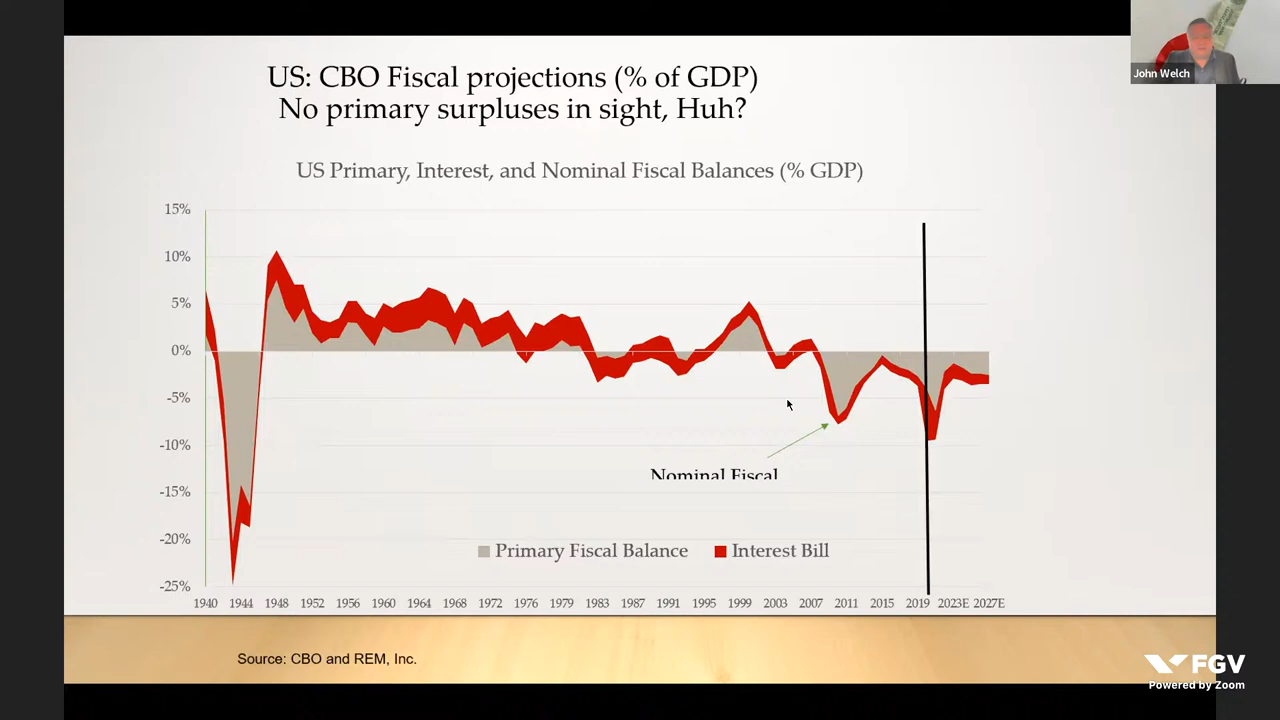 US: CBO Fiscal projections (% of GDP)
No primary surpluses in sight, Huh?
John Welch
US Primary, Interest, and Nominal Fiscal Balances (% GDP)
15%
10%
5%
0%
-5%
-10%
-15%
-20%
-25%
Nominal Fiscal
Primary Fiscal Balance
Interest Bill
1940 1944 1948 1952 1956 1960 1964 1968 1972 1976 1979 1983 1987 1991 1995 1999 2003 2007 2011 2015 2019 2023E 2027E
Source: CBO and REM, Inc.
FGV
Powered by Zoom